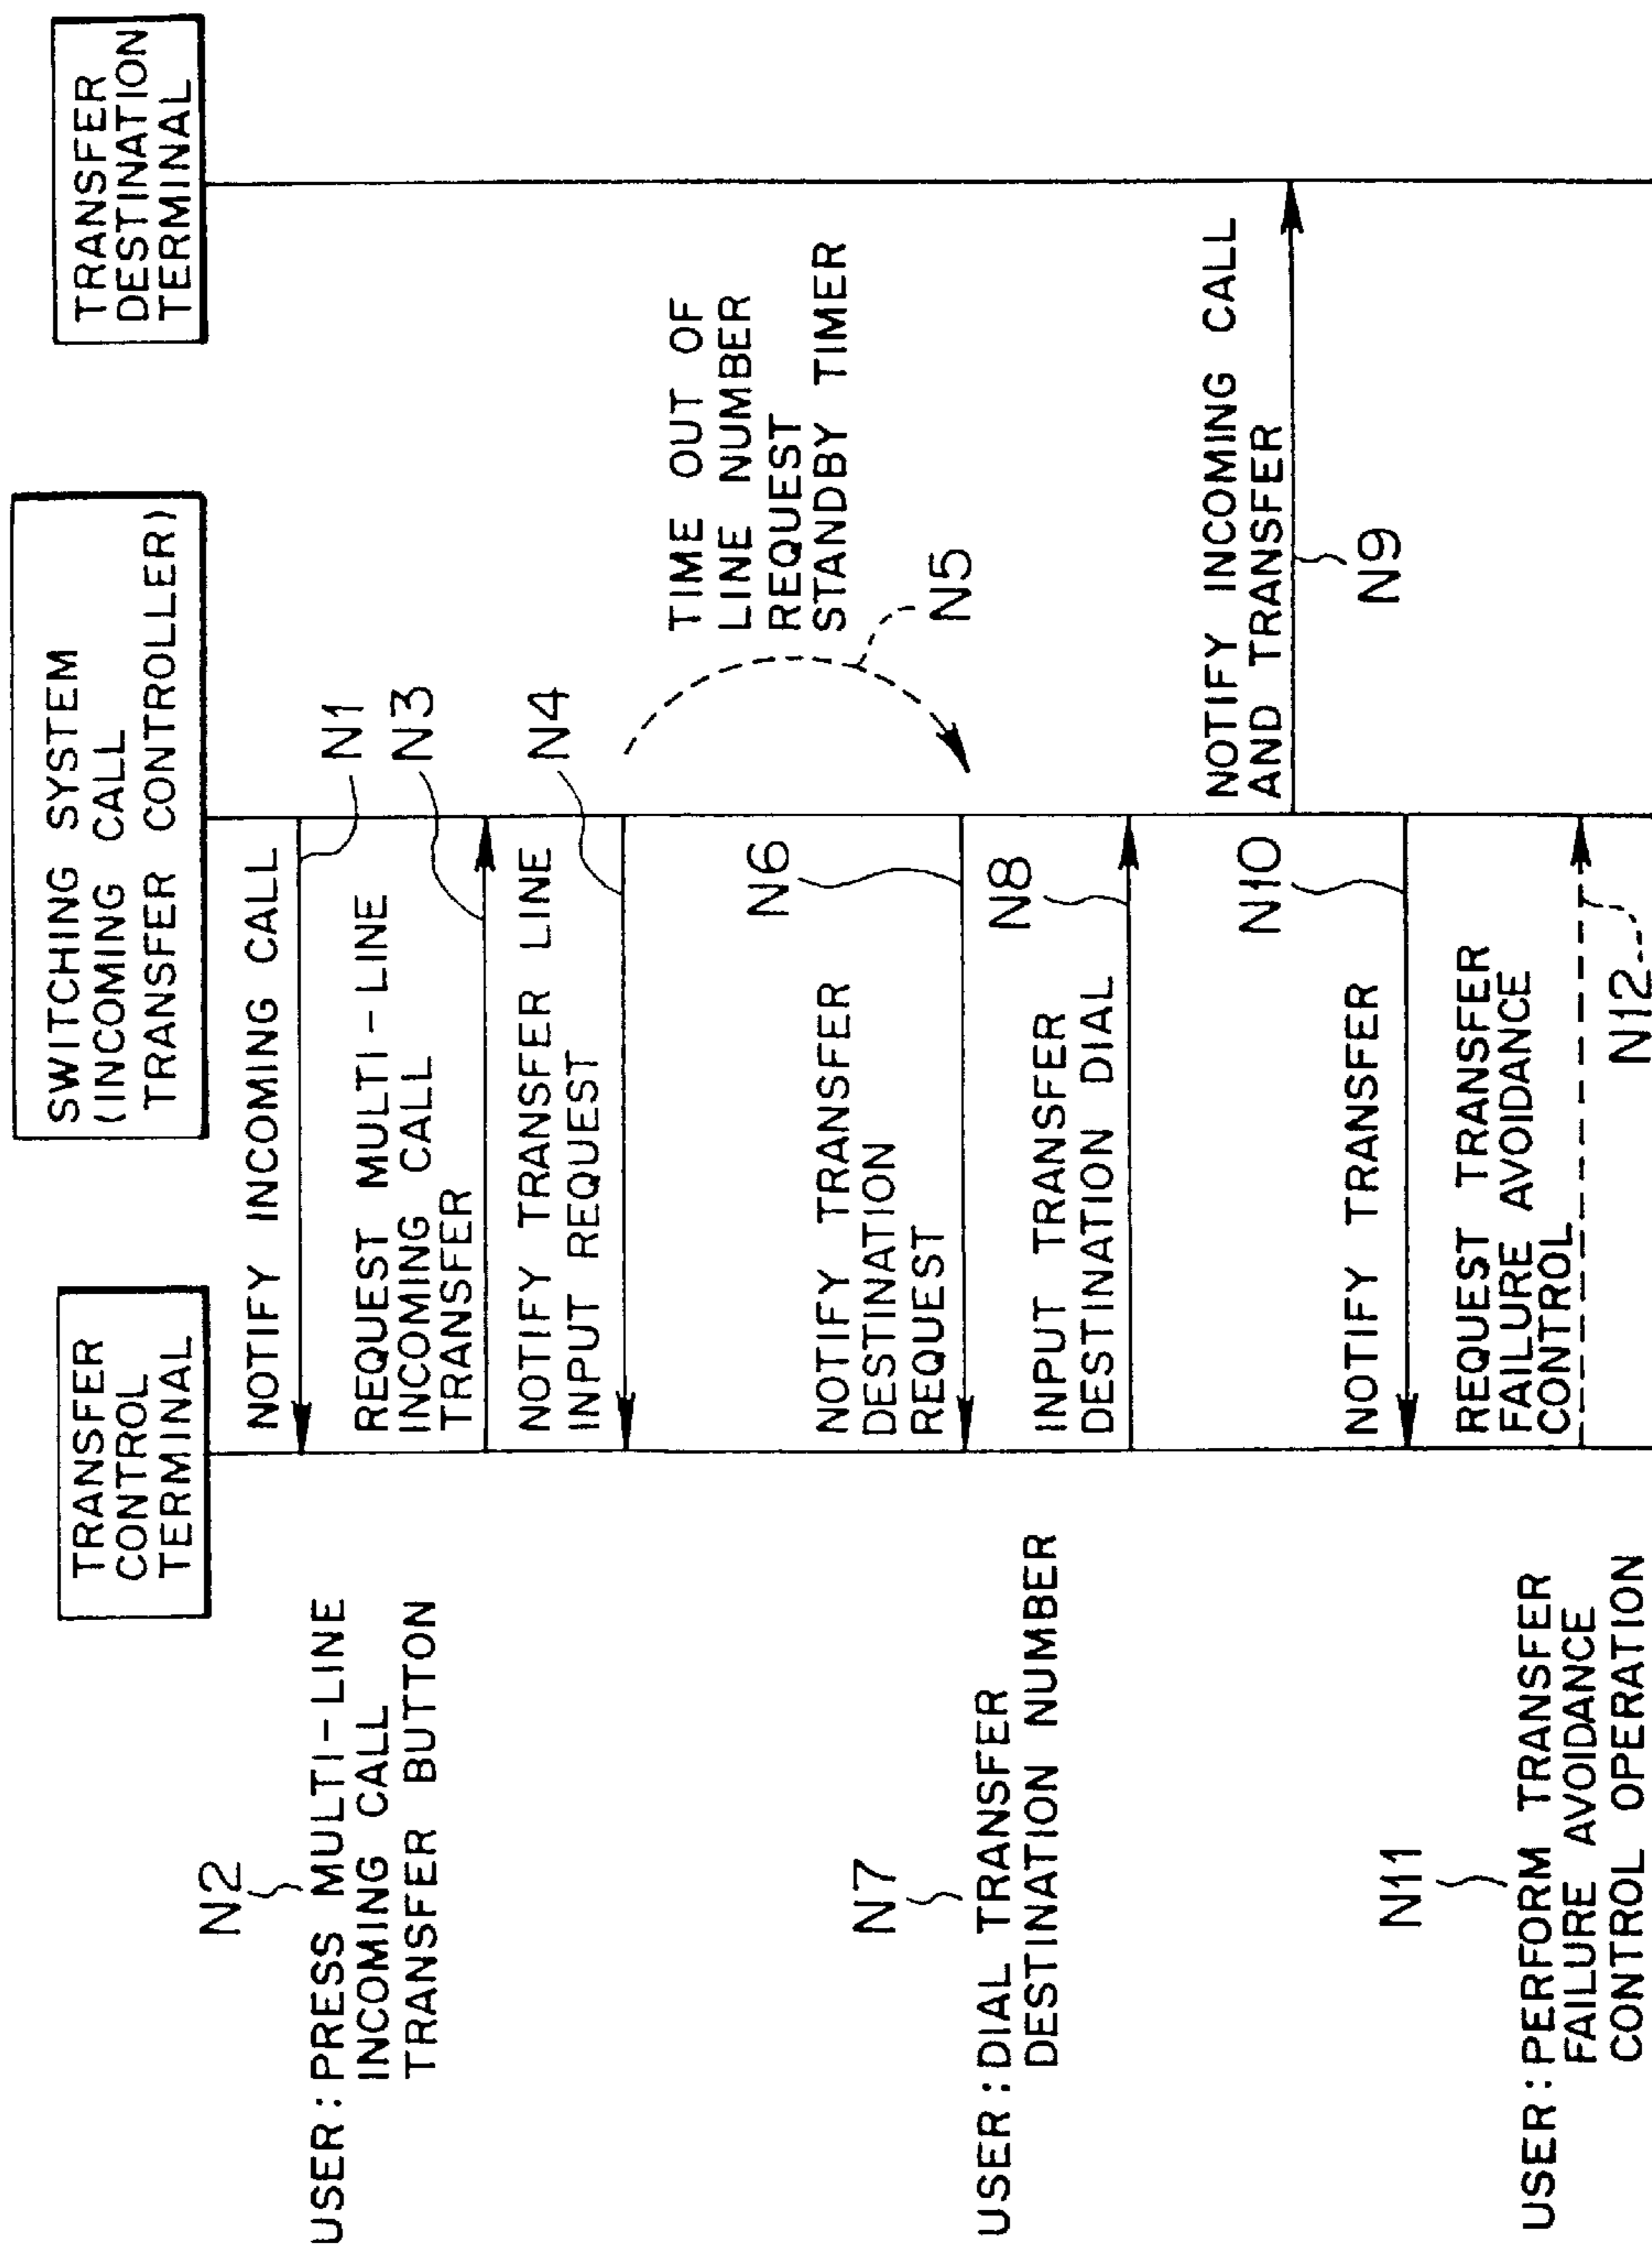 TRANSFER
CONTROL
TERMINAL
SWITCHING SYSTEM
(INCOMING CALL
TRANSFER CONTROLLER)
TRANSFER
DESTINATION
TERMINAL
NOTIFY INCOMING CALL
N1
N2
USER:PRESS MULTI-LINE
INCOMING CALL
TRANSFER BUTTON
REQUEST MULTI-LINE
INCOMING CALL
TRANSFER
N3
NOTIFY TRANSFER LINE
INPUT REQUEST
N4
TIME OUT OF
LINE NUMBER
REQUEST
STANDBY TIMER
N5
NOTIFY TRANSFER
DESTINATION
REQUEST
N6
N7
USER:DIAL TRANSFER
DESTINATION NUMBER
INPUT TRANSFER
DESTINATION DIAL
N8
NOTIFY INCOMING CALL
AND TRANSFER
N9
NOTIFY TRANSFER
N10
N11
USER:PERFORM TRANSFER
FAILURE AVOIDANCE
CONTROL OPERATION
REQUEST TRANSFER
FAILURE AVOIDANCE
CONTROL
N12